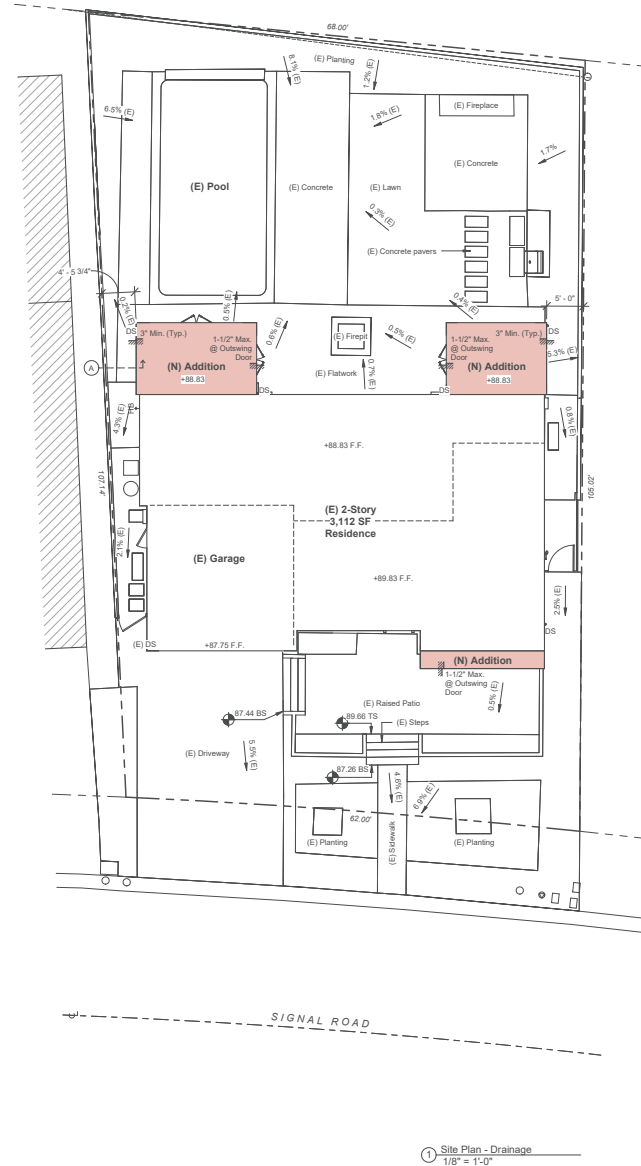 68.00'
(E) Planting
8.1% (E)
1.2% (E)
6.5% (E)
1.8% (E)
(E) Fireplace
1.7%
(E) Pool
(E) Concrete
(E) Lawn
(E) Concrete
0.3% (E)
(E) Concrete pavers
4' - 5 3/4"
0.2% (E)
0.5% (E)
0.4% (E)
5' - 0"
DS
3" Min. (Typ.)
1-1/2" Max.
@ Outswing
Door
(N) Addition
+88.83
0.6% (E)
(E) Firepit
0.5% (E)
0.7% (E)
(E) Flatwork
1-1/2" Max.
@ Outswing
Door
3" Min. (Typ.)
(N) Addition
+88.83
DS
5.3% (E)
A
DS
DS
HB
4.3% (E)
0.8% (E)
+88.83 F.F.
107.14'
105.02'
(E) 2-Story
3,112 SF
Residence
2.1% (E)
(E) Garage
+89.83 F.F.
2.5% (E)
DS
(E) DS
+87.75 F.F.
(N) Addition
1-1/2" Max.
@ Outswing
Door
0.5% (E)
(E) Raised Patio
87.44 BS
89.66 TS
(E) Steps
(E) Driveway
5.5% (E)
87.26 BS
4.6% (E)
6.9% (E)
62.00'
(E) Planting
(E) Sidewalk
(E) Planting
SIGNAL ROAD
1
Site Plan - Drainage
1/8" = 1'-0"